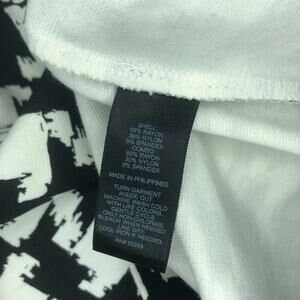 SHELL:
65% RAYON
30% NYLON
5% SPANDEX
COMBO
65% RAYON
30% NYLON
5% SPANDEX
MADE IN PHILIPPINES
TURN GARMENT
INSIDE OUT
MACHINE WASH COLD
WITH LIKE COLORS.
GENTLE CYCLE
ONLY NON-CHLORINE
BLEACH WHEN NEEDED.
LINE DRY.
COOL IRON IF NEEDED.